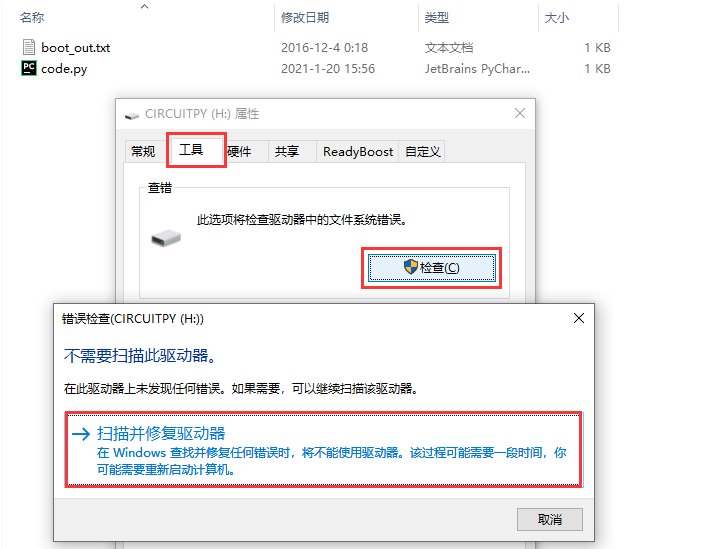 名称 修改日期 类型 大小
boot_out.txt 2016-12-4 0:18 文本文档 1 KB
code.py 2021-1-20 15:56 JetBrains PyChar... 1 KB
CIRCUITPY (H:) 属性
常规 工具 硬件 共享 ReadyBoost 自定义
查错
此选项将检查驱动器中的文件系统错误。
检查(C)
错误检查(CIRCUITPY (H:))
不需要扫描此驱动器。
在此驱动器上未发现任何错误。如果需要，可以继续扫描该驱动器。
扫描并修复驱动器
在 Windows 查找并修复任何错误时，将不能使用驱动器。该过程可能需要一段时间，你
可能需要重新启动计算机。
取消